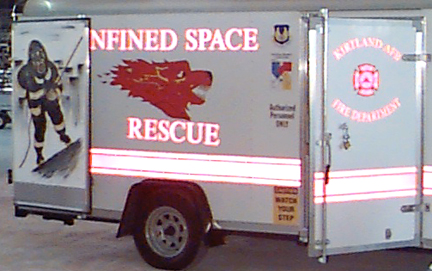 NFINED SPACE
RESCUE
Authorized
Personnel
ONLY
CAUTION
WATCH
YOUR
STEP
KIRTLAND AFB
FIRE DEPARTMENT